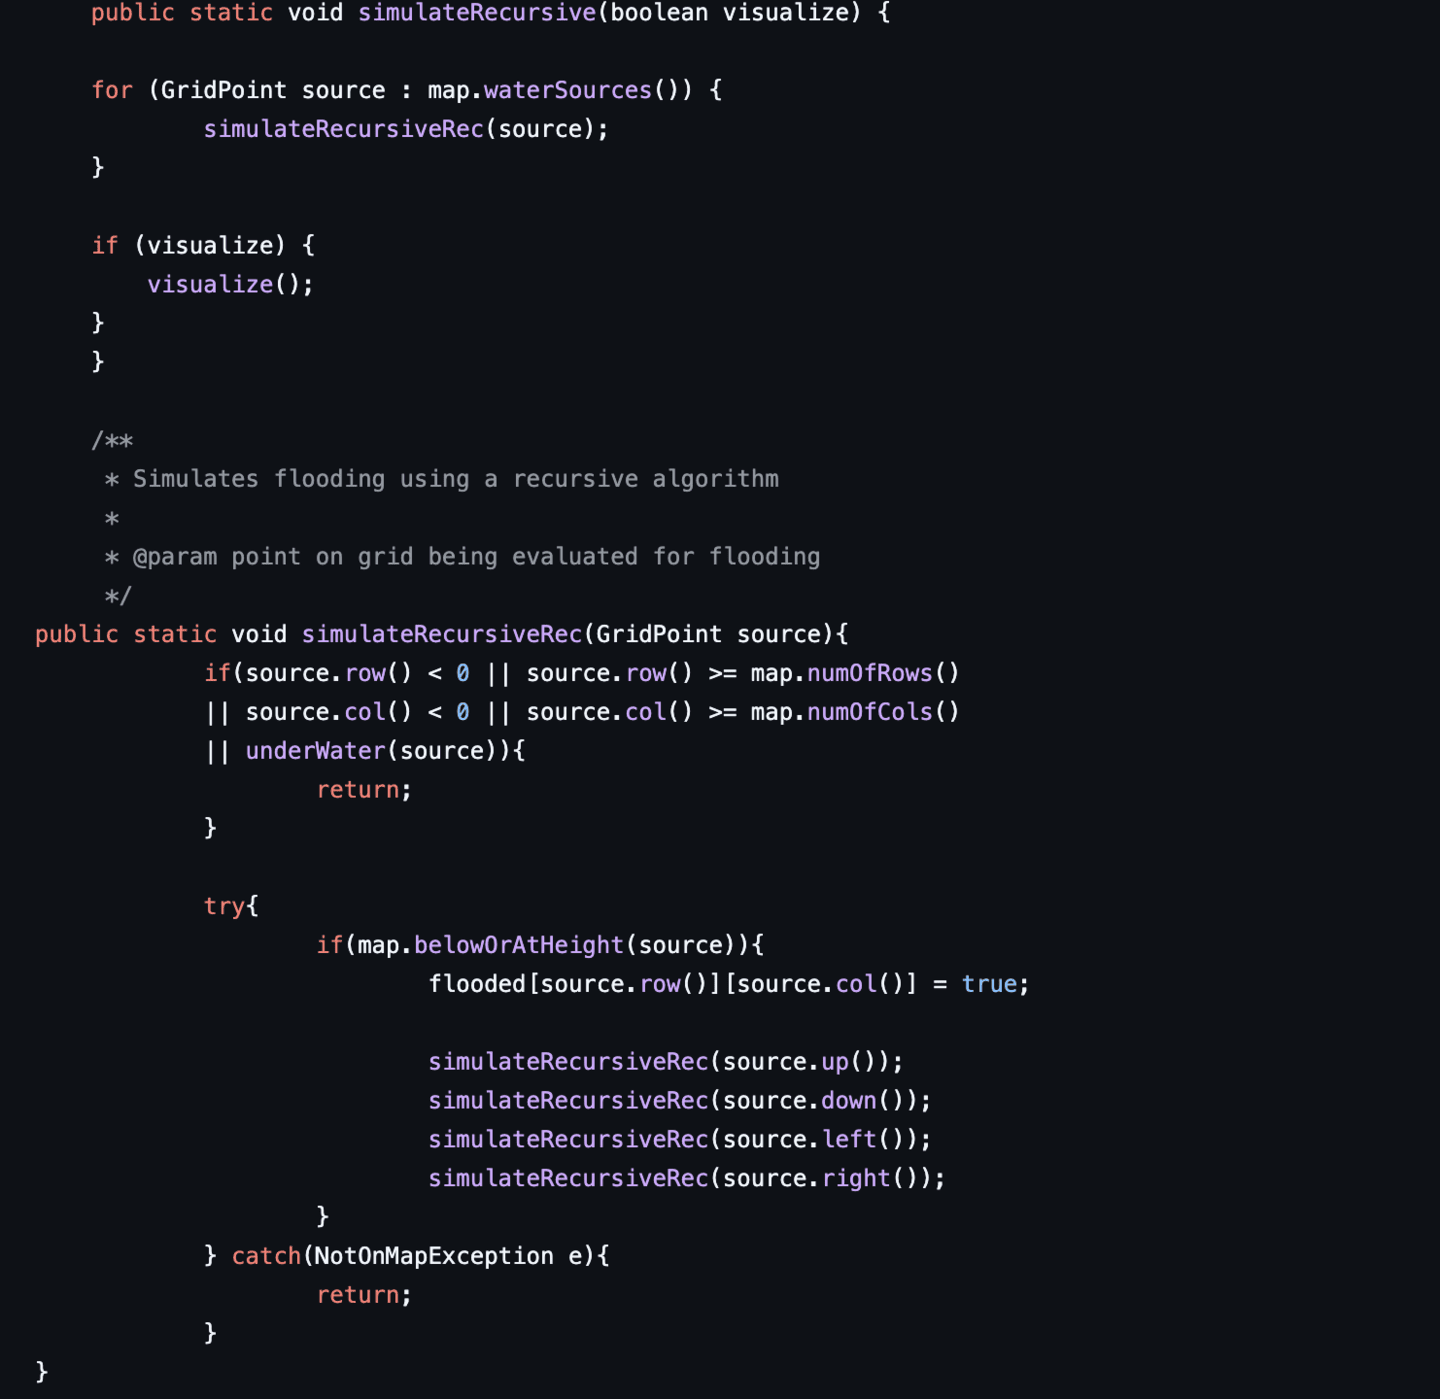 public static void simulateRecursive(boolean visualize) {
for (GridPoint source : map.waterSources()) {
simulateRecursiveRec(source);
}
if (visualize) {
visualize();
}
}
/**
* Simulates flooding using a recursive algorithm
*
* @param point on grid being evaluated for flooding
*/
public static void simulateRecursiveRec(GridPoint source){
if(source.row() < 0 || source.row() >= map.numOfRows()
|| source.col() < 0 || source.col() >= map.numOfCols()
|| underWater(source)){
return;
}
try{
if(map.belowOrAtHeight(source)){
flooded[source.row()][source.col()] = true;
simulateRecursiveRec(source.up());
simulateRecursiveRec(source.down());
simulateRecursiveRec(source.left());
simulateRecursiveRec(source.right());
}
} catch(NotOnMapException e){
return;
}
}